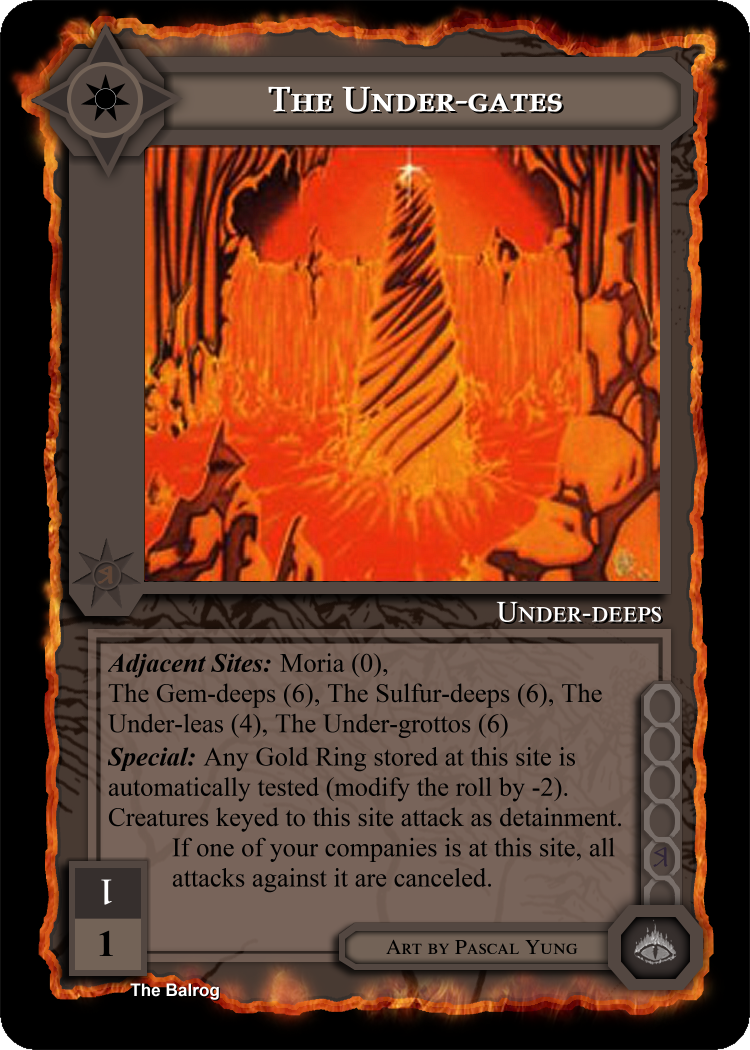 The Under-gates
Under-deeps
Adjacent Sites: Moria (0),
The Gem-deeps (6), The Sulfur-deeps (6), The
Under-leas (4), The Under-grottos (6)
Special: Any Gold Ring stored at this site is
automatically tested (modify the roll by -2).
Creatures keyed to this site attack as detainment.
If one of your companies is at this site, all
attacks against it are canceled.
1
1
Art by Pascal Yung
The Balrog